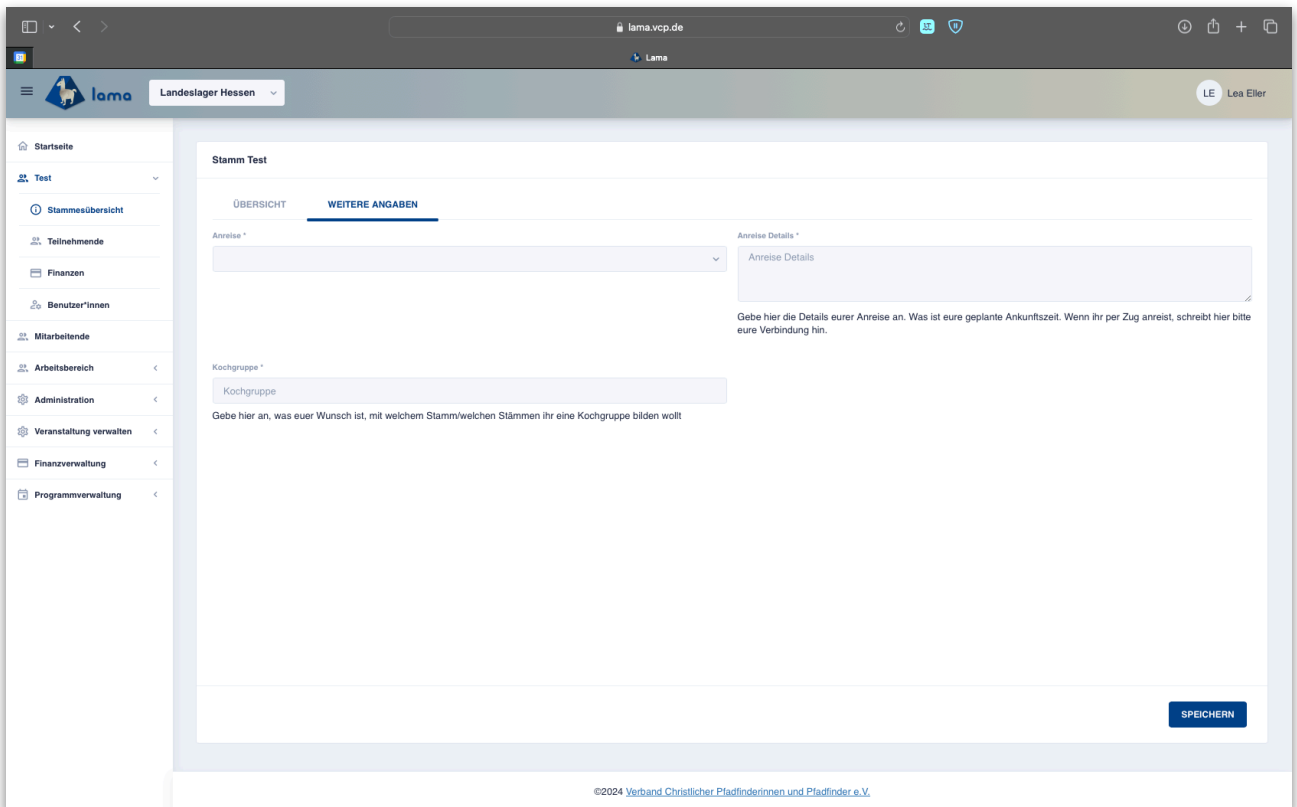 lama.vcp.de
Lama
lama
Landeslager Hessen
LE Lea Eller
Startseite
Test
Stammesübersicht
Teilnehmende
Finanzen
Benutzer*innen
Mitarbeitende
Arbeitsbereich
Administration
Veranstaltung verwalten
Finanzverwaltung
Programmverwaltung
Stamm Test
ÜBERSICHT WEITERE ANGABEN
Anreise *
Anreise Details *
Anreise Details
Gebe hier die Details eurer Anreise an. Was ist eure geplante Ankunftszeit. Wenn ihr per Zug anreist, schreibt hier bitte
eure Verbindung hin.
Kochgruppe *
Kochgruppe
Gebe hier an, was euer Wunsch ist, mit welchem Stamm/welchen Stämmen ihr eine Kochgruppe bilden wollt
SPEICHERN
©2024 Verband Christlicher Pfadfinderinnen und Pfadfinder e.V.